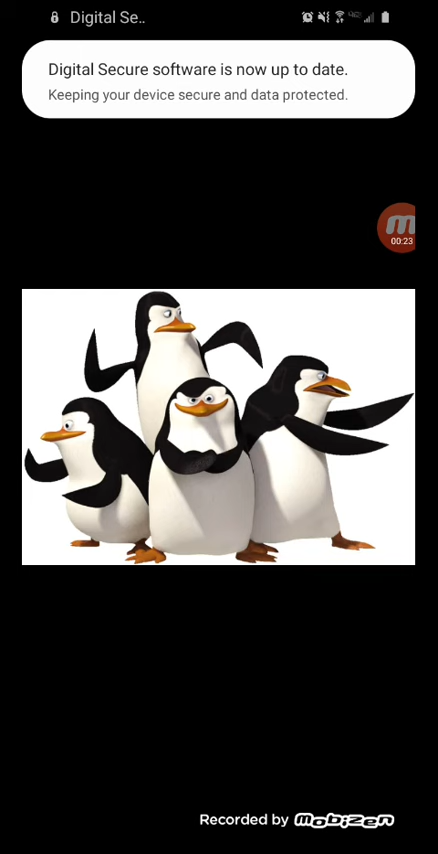 Digital Se..
Digital Secure software is now up to date.
Keeping your device secure and data protected.
00:23
Recorded by Mobizen